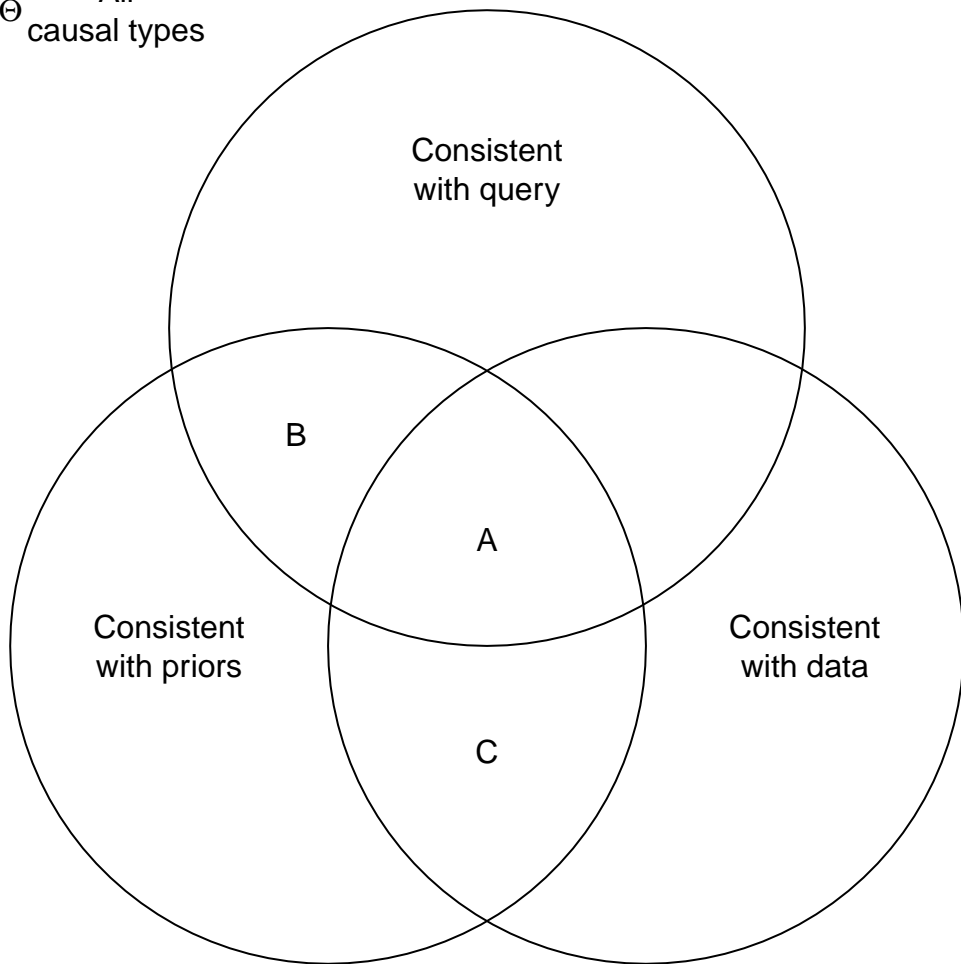 Θ
causal types
Consistent
with query
B
A
Consistent
with priors
Consistent
with data
C